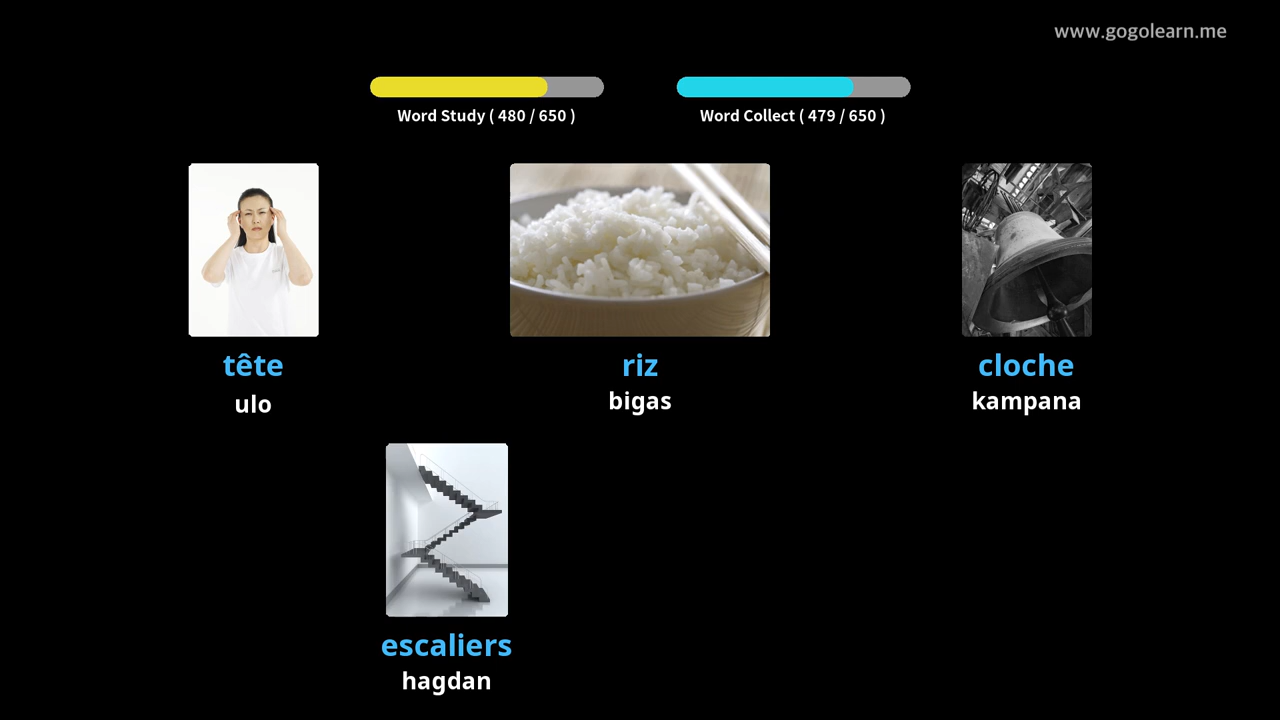 www.gogolearn.me
Word Study ( 480 / 650 )
Word Collect ( 479 / 650 )
tête
ulo
riz
bigas
cloche
kampana
escaliers
hagdan